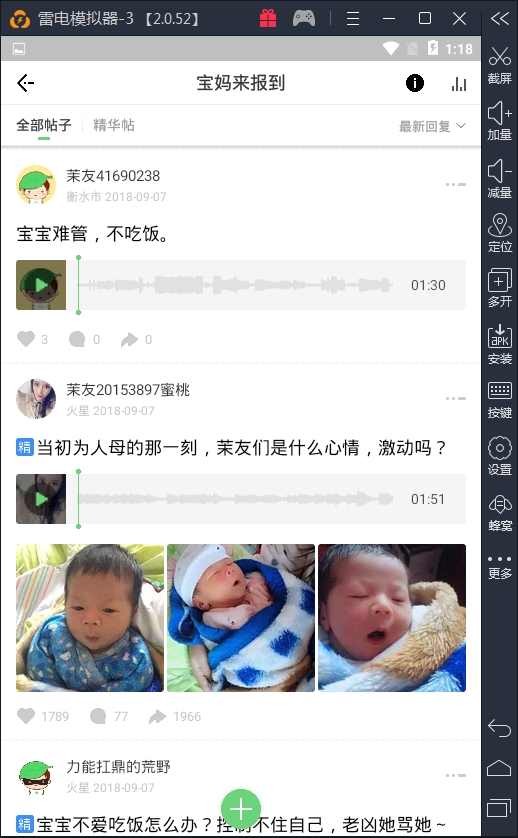 雷电模拟器-3 【2.0.52】
1:18
宝妈来报到
全部帖子
精华帖
最新回复
茉友41690238
衡水市 2018-09-07
宝宝难管，不吃饭。
01:30
3
0
0
茉友20153897蜜桃
火星 2018-09-07
精 当初为人母的那一刻，茉友们是什么心情，激动吗？
01:51
1789
77
1966
力能扛鼎的荒野
火星 2018-09-07
精 宝宝不爱吃饭怎么办？控制不住自己，老凶她骂她～
截屏
加量
减量
定位
多开
APK
安装
按键
设置
蜂窝
更多